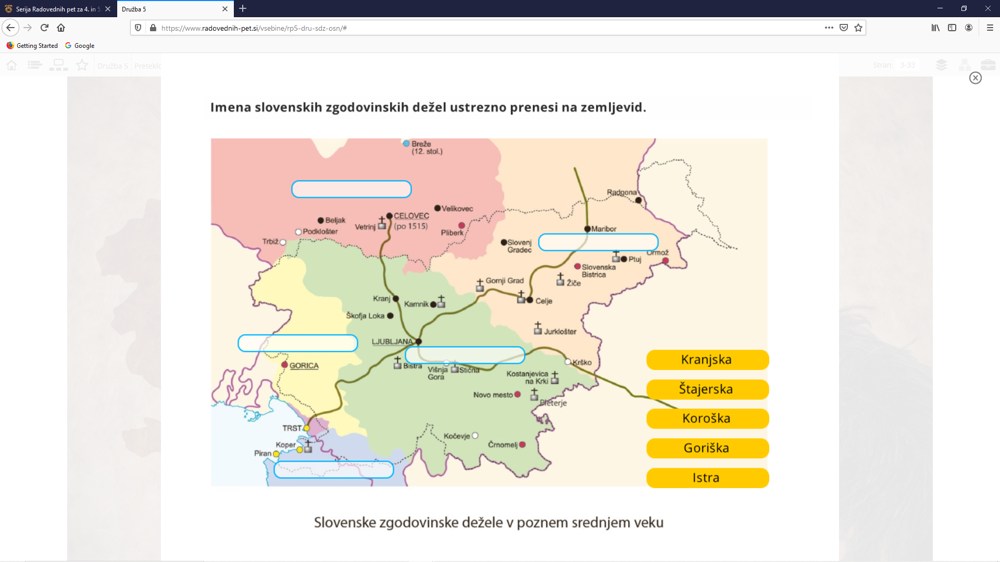 Serija Radovednih pet za 4. in 5.
Družba 5
https://www.radovednih-pet.si/vsebine/rp5-dru-sdz-osn/#
Getting Started
Google
Družba 5
Preteklo
Stran:
3-33
Imena slovenskih zgodovinskih dežel ustrezno prenesi na zemljevid.
Breže
(12. stol.)
Radgona
Velikovec
CELOVEC
(po 1515)
Beljak
Vetrinj
Podklošter
Pliberk
Maribor
Trbiž
Slovenj
Gradec
Ormož
Ptuj
Slovenska
Bistrica
Gornji Grad
Žiče
Kranj
Kamnik
Celje
Škofja Loka
Jurklošter
LJUBLJANA
Kranjska
GORICA
Bistra
Višnja
Gora
Stična
Krško
Kostanjevica
na Krki
Štajerska
Novo mesto
Pleterje
Koroška
TRST
Kočevje
Koper
Črnomelj
Goriška
Piran
Istra
Slovenske zgodovinske dežele v poznem srednjem veku